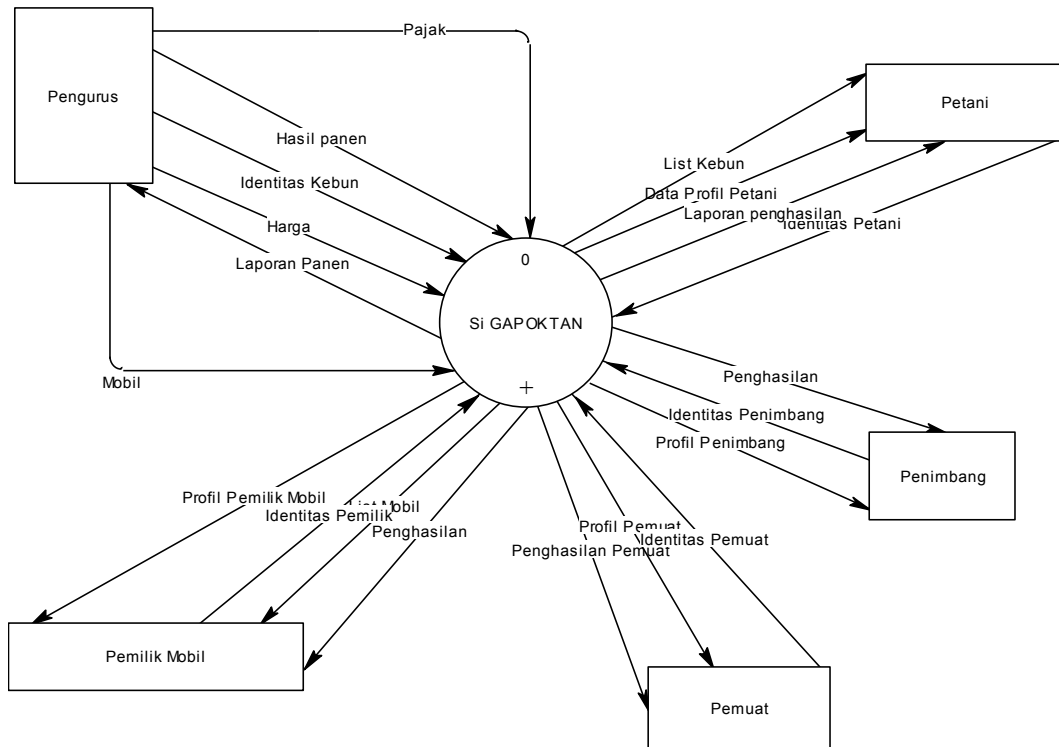 Pajak
Pengurus
Petani
Hasil panen
List Kebun
Identitas Kebun
Data Profil Petani
Laporan penghasilan
Harga
Identitas Petani
Laporan Panen
0
Si GAPOKTAN
Mobil
+
Penghasilan
Identitas Penimbang
Profil Penimbang
Penimbang
Profil Pemilik Mobil
List Mobil
Identitas Pemilik
Penghasilan
Profil Pemuat
Identitas Pemuat
Penghasilan Pemuat
Pemilik Mobil
Pemuat